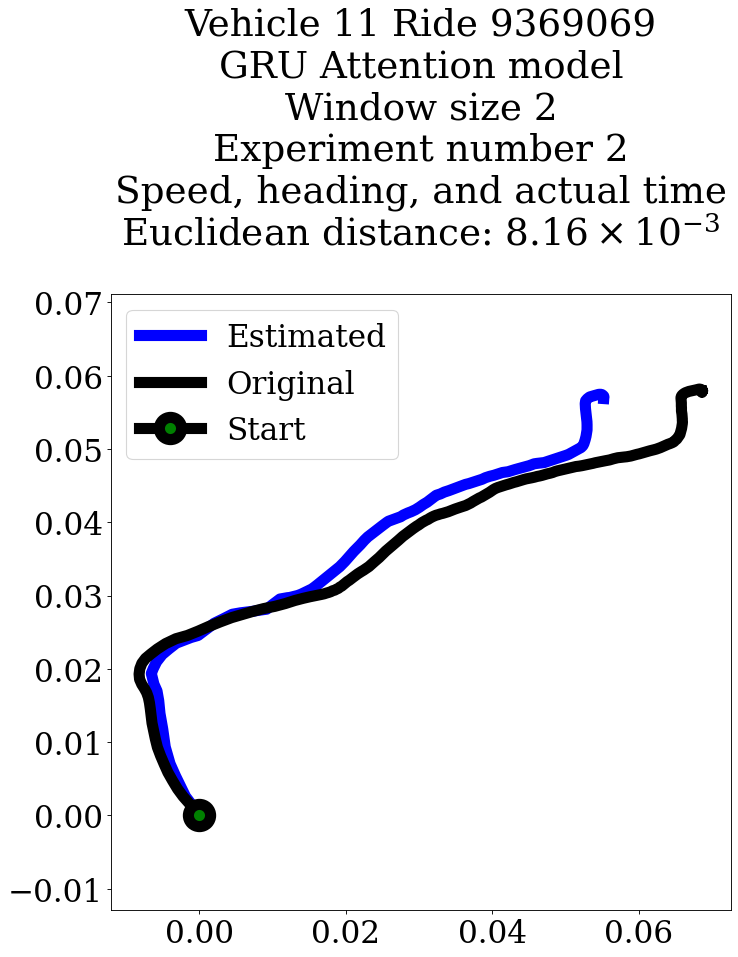 Vehicle 11 Ride 9369069
GRU Attention model
Window size 2
Experiment number 2
Speed, heading, and actual time
Euclidean distance: 8.16 × 10⁻³
0.07
0.06
0.05
0.04
0.03
0.02
0.01
0.00
−0.01
Estimated
Original
Start
0.00 0.02 0.04 0.06